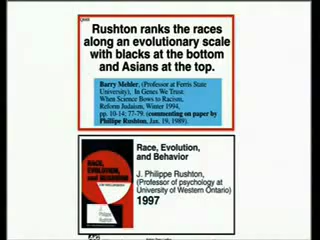 Rushton ranks the races
along an evolutionary scale
with blacks at the bottom
and Asians at the top.
Barry Mehler, (Professor at Ferris State
University), In Genes We Trust:
When Science Bows to Racism,
Reform Judaism, Winter 1994,
pp. 10-14; 77-79. (commenting on paper by
Phillipe Rushton, Jan. 19, 1989).
RACE,
EVOLUTION,
and BEHAVIOR
Race, Evolution,
and Behavior
J. Philippe Rushton,
(Professor of psychology at
University of Western Ontario)
1997